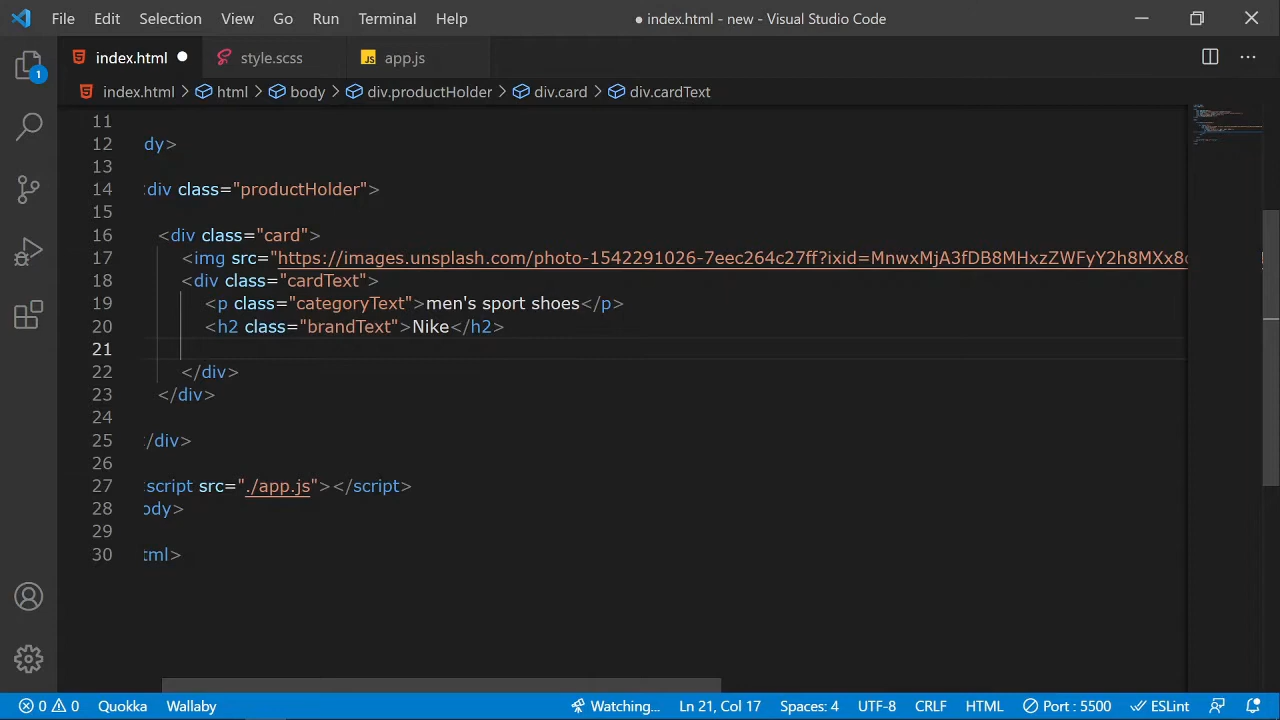 File Edit Selection View Go Run Terminal Help ● index.html - new - Visual Studio Code
index.html ● style.scss JS app.js
1
index.html > html > body > div.productHolder > div.card > div.cardText
11
12 dy>
13
14 div class="productHolder">
15
16 <div class="card">
17 <img src="https://images.unsplash.com/photo-1542291026-7eec264c27ff?ixid=MnwxMjA3fDB8MHxzZWFyY2h8MXx8
18 <div class="cardText">
19 <p class="categoryText">men's sport shoes</p>
20 <h2 class="brandText">Nike</h2>
21
22 </div>
23 </div>
24
25 /div>
26
27 script src="./app.js"></script>
28 ody>
29
30 tml>
0 0 Quokka Wallaby Watching... Ln 21, Col 17 Spaces: 4 UTF-8 CRLF HTML Port : 5500 ESLint